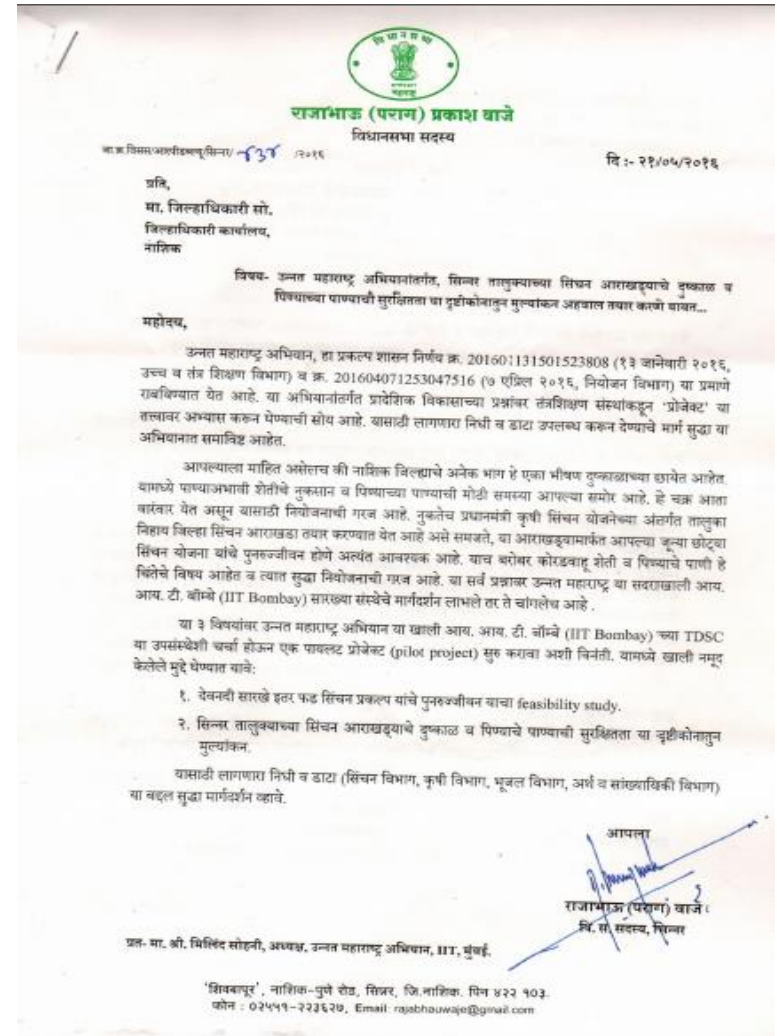 विधानसभा
महाराष्ट्र
राजाभाऊ (पराग) प्रकाश वाजे
विधानसभा सदस्य
जा.क्र.विसस/आरपीडब्ल्यू/सिन्नर/ /२०१६
दि :- २१/०५/२०१६
प्रति,
मा. जिल्हाधिकारी सो.
जिल्हाधिकारी कार्यालय,
नाशिक
विषय- उन्नत महाराष्ट्र अभियानांतर्गत, सिन्नर तालुक्याच्या सिंचन आराखड्याचे दुष्काळ व
पिण्याच्या पाण्याची सुरक्षितता या दृष्टीकोनातुन मुल्यांकन अहवाल तयार करणे बाबत...
महोदय,
उन्नत महाराष्ट्र अभियान, हा प्रकल्प शासन निर्णय क्र. 201601131501523808 (१३ जानेवारी २०१६,
उच्च व तंत्र शिक्षण विभाग) व क्र. 201604071253047516 (७ एप्रिल २०१६, नियोजन विभाग) या प्रमाणे
राबविण्यात येत आहे. या अभियानांतर्गत प्रादेशिक विकासाच्या प्रश्नांवर तंत्रशिक्षण संस्थांकडून 'प्रोजेक्ट' या
तत्त्वावर अभ्यास करून घेण्याची सोय आहे. यासाठी लागणारा निधी व डाटा उपलब्ध करून देण्याचे मार्ग सुद्धा या
अभियानात समाविष्ट आहेत.
आपल्याला माहित असेलच की नाशिक जिल्ह्याचे अनेक भाग हे एका भीषण दुष्काळाच्या छायेत आहेत.
यामध्ये पाण्याअभावी शेतीचे नुकसान व पिण्याच्या पाण्याची मोठी समस्या आपल्या समोर आहे. हे चक्र आता
वारंवार येत असून यासाठी नियोजनाची गरज आहे. नुकतेच प्रधानमंत्री कृषी सिंचन योजनेच्या अंतर्गत तालुका
निहाय जिल्हा सिंचन आराखडा तयार करण्यात येत आहे असे समजते, या आराखड्यामार्फत आपल्या जून्या छोट्या
सिंचन योजना यांचे पुनरुज्जीवन होणे अत्यंत आवश्यक आहे. याच बरोबर कोरडवाहू शेती व पिण्याचे पाणी हे
चिंतेचे विषय आहेत व त्यात सुद्धा नियोजनाची गरज आहे. या सर्व प्रश्नावर उन्नत महाराष्ट्र या सदराखाली आय.
आय. टी. बॉम्बे (IIT Bombay) सारख्या संस्थेचे मार्गदर्शन लाभले तर ते चांगलेच आहे .
या ३ विषयांवर उन्नत महाराष्ट्र अभियान या खाली आय. आय. टी. बॉम्बे (IIT Bombay) च्या TDSC
या उपसंस्थेशी चर्चा होऊन एक पायलट प्रोजेक्ट (pilot project) सुरु करावा अशी विनंती. यामध्ये खाली नमूद
केलेले मुद्दे घेण्यात यावे:
१. देवनदी सारखे इतर फड सिंचन प्रकल्प यांचे पुनरुज्जीवन याचा feasibility study.
२. सिन्नर तालुक्याच्या सिंचन आराखड्याचे दुष्काळ व पिण्याचे पाण्याची सुरक्षितता या दृष्टीकोनातुन
मुल्यांकन.
यासाठी लागणारा निधी व डाटा (सिंचन विभाग, कृषी विभाग, भूजल विभाग, अर्थ व सांख्यायिकी विभाग)
या बद्दल सुद्धा मार्गदर्शन व्हावे.
आपला
राजाभाऊ (पराग) वाजे
वि. स. सदस्य, सिन्नर
प्रत- मा. श्री. मिलिंद सोहनी, अध्यक्ष, उन्नत महाराष्ट्र अभियान, IIT, मुंबई.
'शिवबापूर', नाशिक-पुणे रोड, सिन्नर, जि.नाशिक. पिन ४२२ १०३.
फोन : ०२५५१-२२३६२७, Email: rajabhauwaje@gmail.com